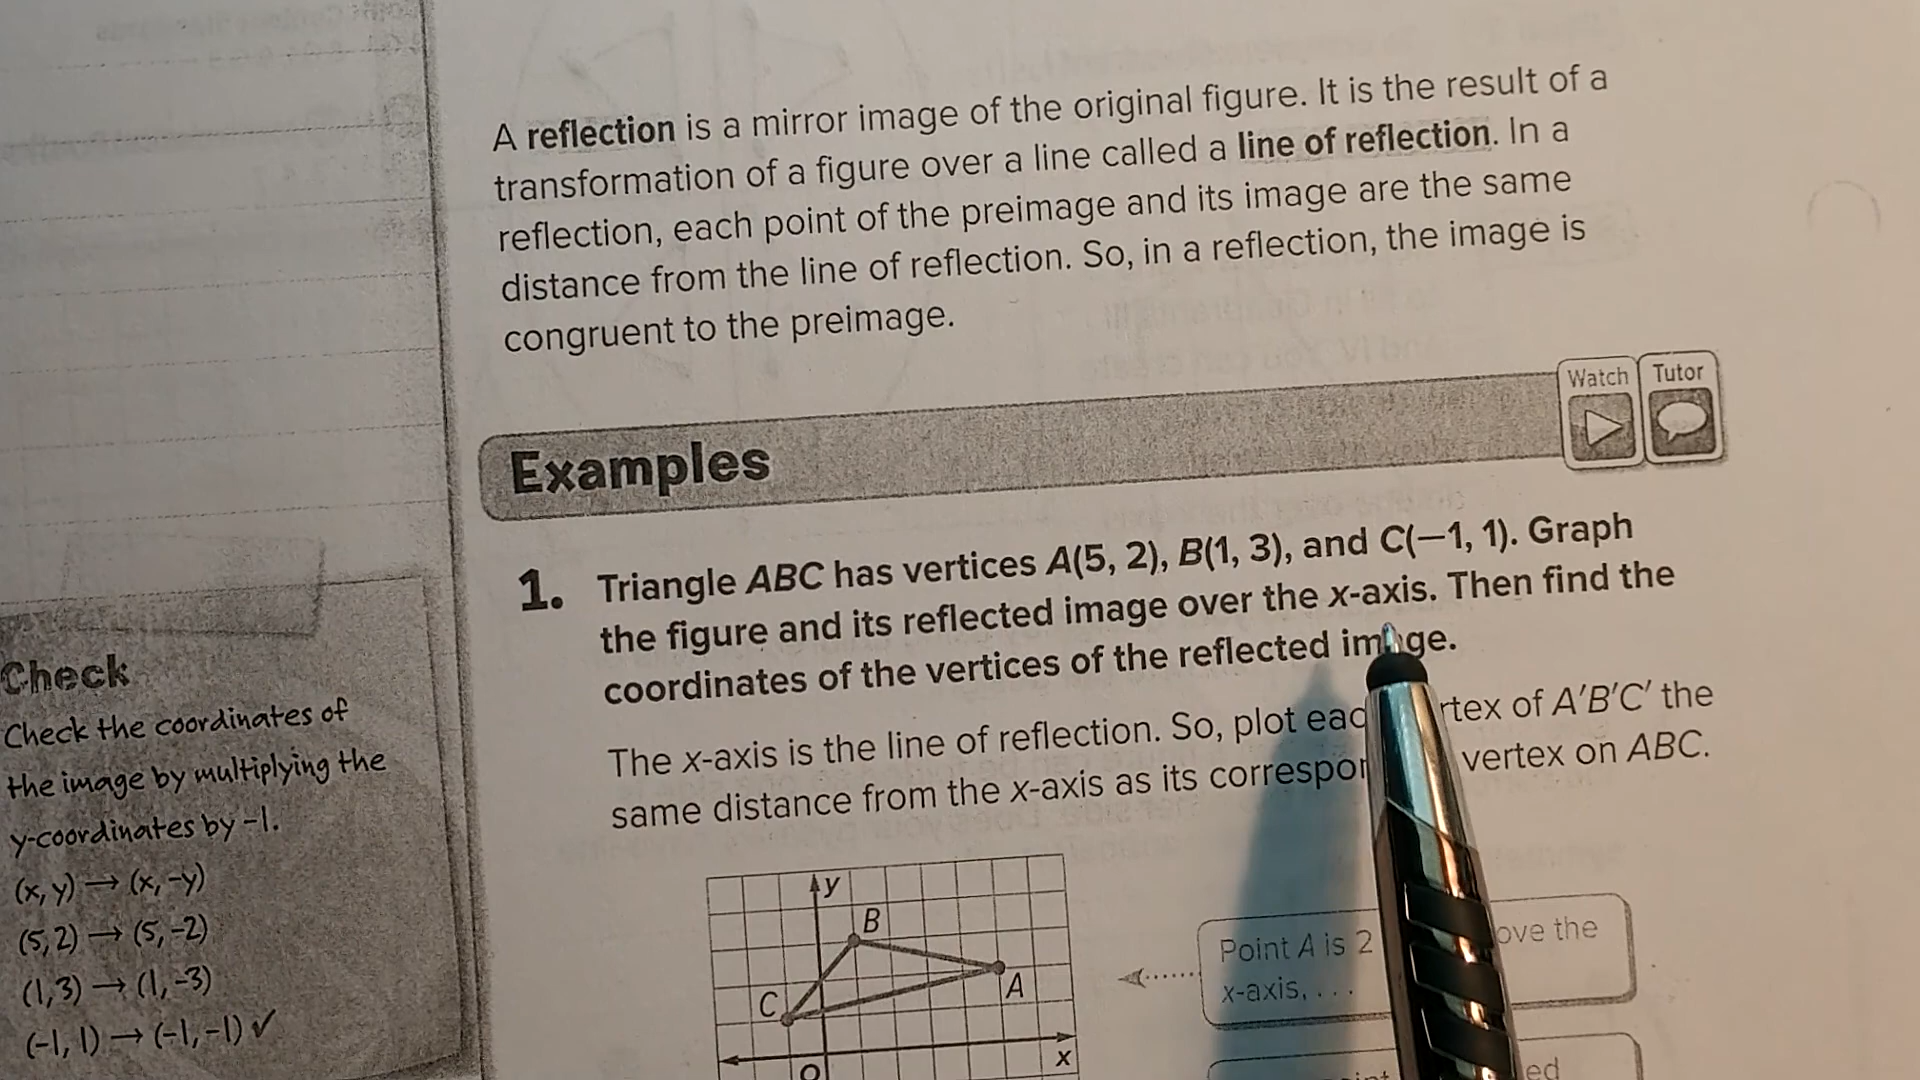 A reflection is a mirror image of the original figure. It is the result of a
transformation of a figure over a line called a line of reflection. In a
reflection, each point of the preimage and its image are the same
distance from the line of reflection. So, in a reflection, the image is
congruent to the preimage.
Examples
Watch Tutor
1. Triangle ABC has vertices A(5, 2), B(1, 3), and C(−1, 1). Graph
the figure and its reflected image over the x-axis. Then find the
coordinates of the vertices of the reflected image.
The x-axis is the line of reflection. So, plot of A′B′C′ the
same distance from the x-axis as its vertex on ABC.
y
B
A
C
x
O
Point A is 2 the
x-axis, . . .
Check
Check the coordinates of
the image by multiplying the
y-coordinates by -1.
(x, y) → (x, -y)
(5, 2) → (5, -2)
(1, 3) → (1, -3)
(-1, 1) → (-1, -1) ✓